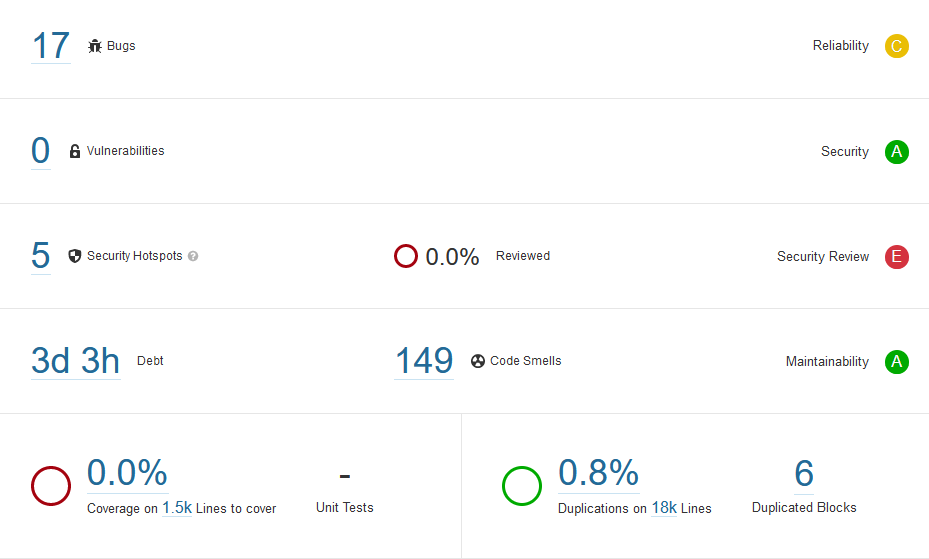 17 Bugs Reliability C
0 Vulnerabilities Security A
5 Security Hotspots ? 0.0% Reviewed Security Review E
3d 3h Debt 149 Code Smells Maintainability A
0.0%
Coverage on 1.5k Lines to cover
-
Unit Tests
0.8%
Duplications on 18k Lines
6
Duplicated Blocks